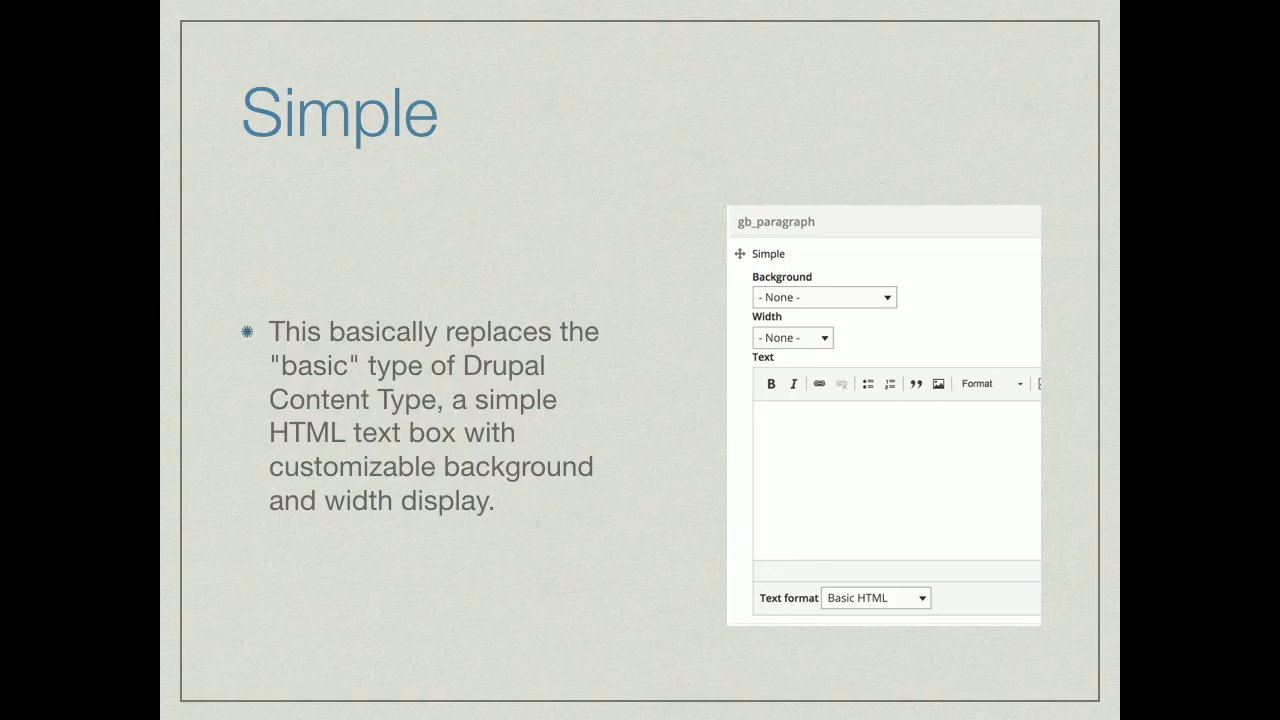 Simple
This basically replaces the
"basic" type of Drupal
Content Type, a simple
HTML text box with
customizable background
and width display.
gb_paragraph
Simple
Background
- None -
Width
- None -
Text
B I Format
Text format Basic HTML